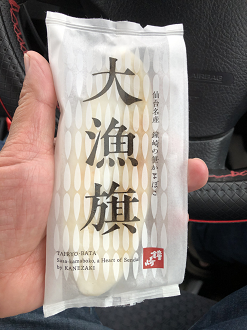 大漁旗
仙台名産 鐘崎の笹かまぼこ
TAIRYO-BATA
Sasa-kamaboko, a Heart of Sendai
by KANEZAKI
鐘崎